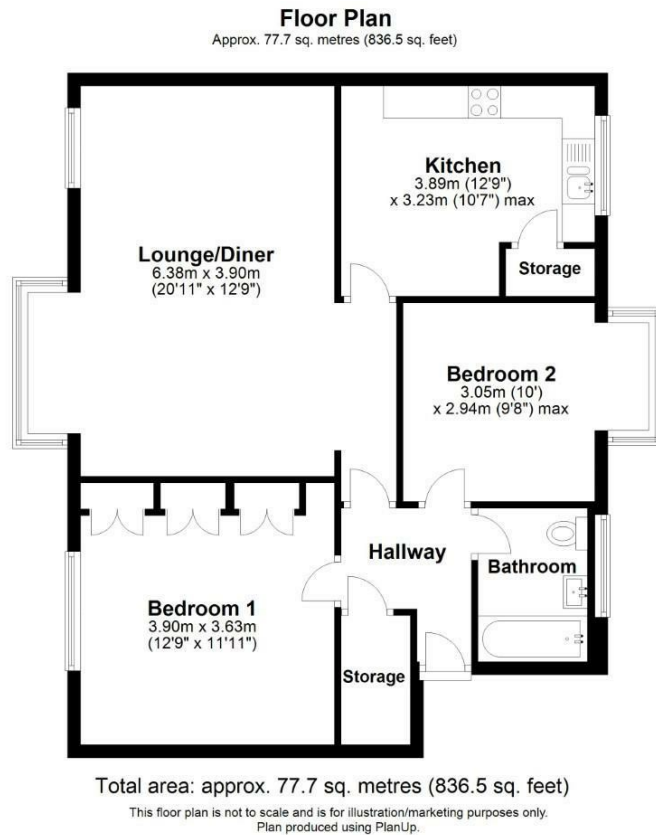 Floor Plan
Approx. 77.7 sq. metres (836.5 sq. feet)
Kitchen
3.89m (12'9")
x 3.23m (10'7") max
Storage
Lounge/Diner
6.38m x 3.90m
(20'11" x 12'9")
Bedroom 2
3.05m (10')
x 2.94m (9'8") max
Hallway
Bathroom
Bedroom 1
3.90m x 3.63m
(12'9" x 11'11")
Storage
Total area: approx. 77.7 sq. metres (836.5 sq. feet)
This floor plan is not to scale and is for illustration/marketing purposes only.
Plan produced using PlanUp.